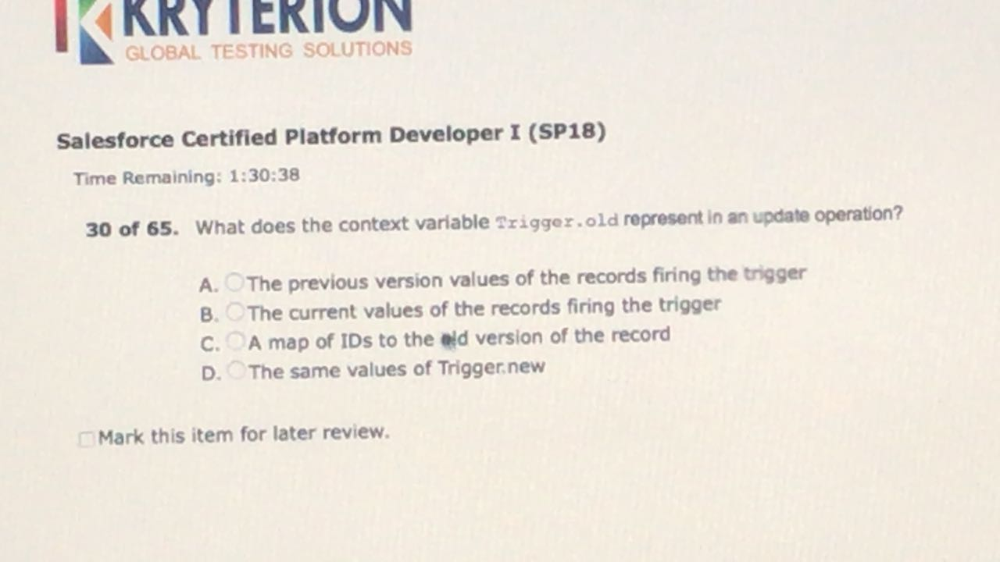 KRYTERION
GLOBAL TESTING SOLUTIONS
Salesforce Certified Platform Developer I (SP18)
Time Remaining: 1:30:38
30 of 65. What does the context variable Trigger.old represent in an update operation?
A. The previous version values of the records firing the trigger
B. The current values of the records firing the trigger
C. A map of IDs to the old version of the record
D. The same values of Trigger.new
Mark this item for later review.